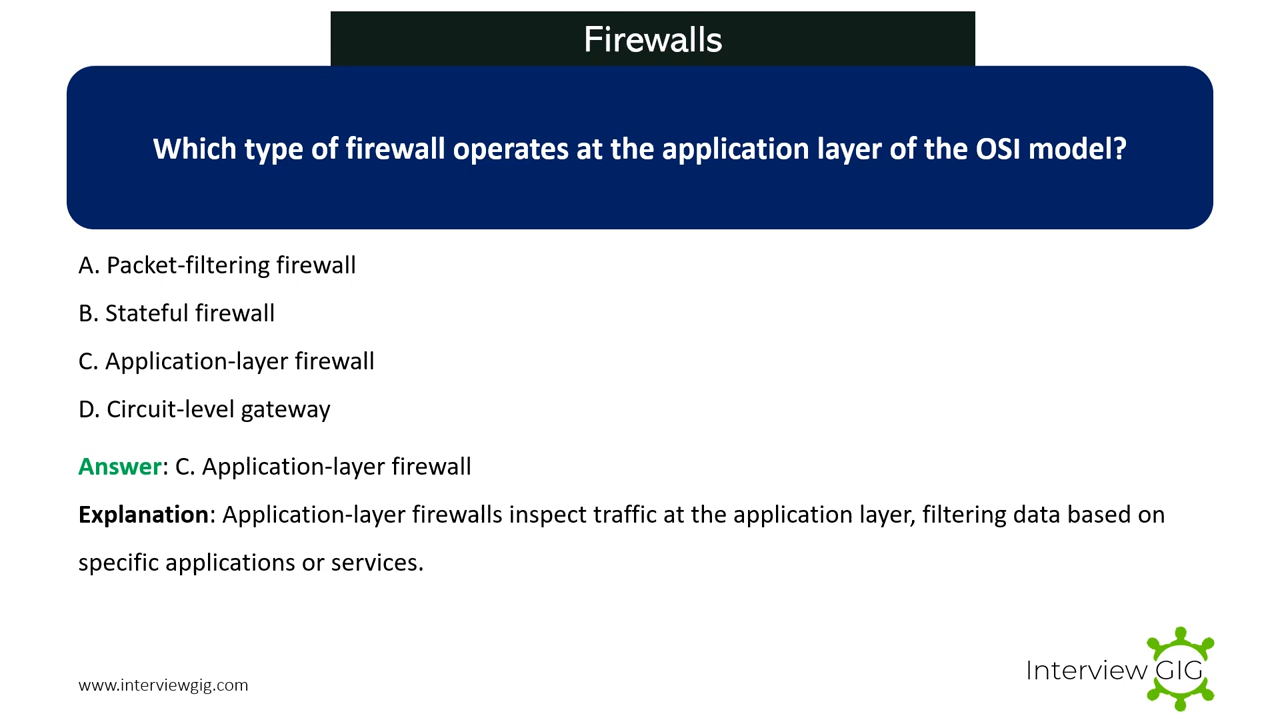 Firewalls
Which type of firewall operates at the application layer of the OSI model?
A. Packet-filtering firewall
B. Stateful firewall
C. Application-layer firewall
D. Circuit-level gateway
Answer: C. Application-layer firewall
Explanation: Application-layer firewalls inspect traffic at the application layer, filtering data based on
specific applications or services.
www.interviewgig.com
Interview GIG